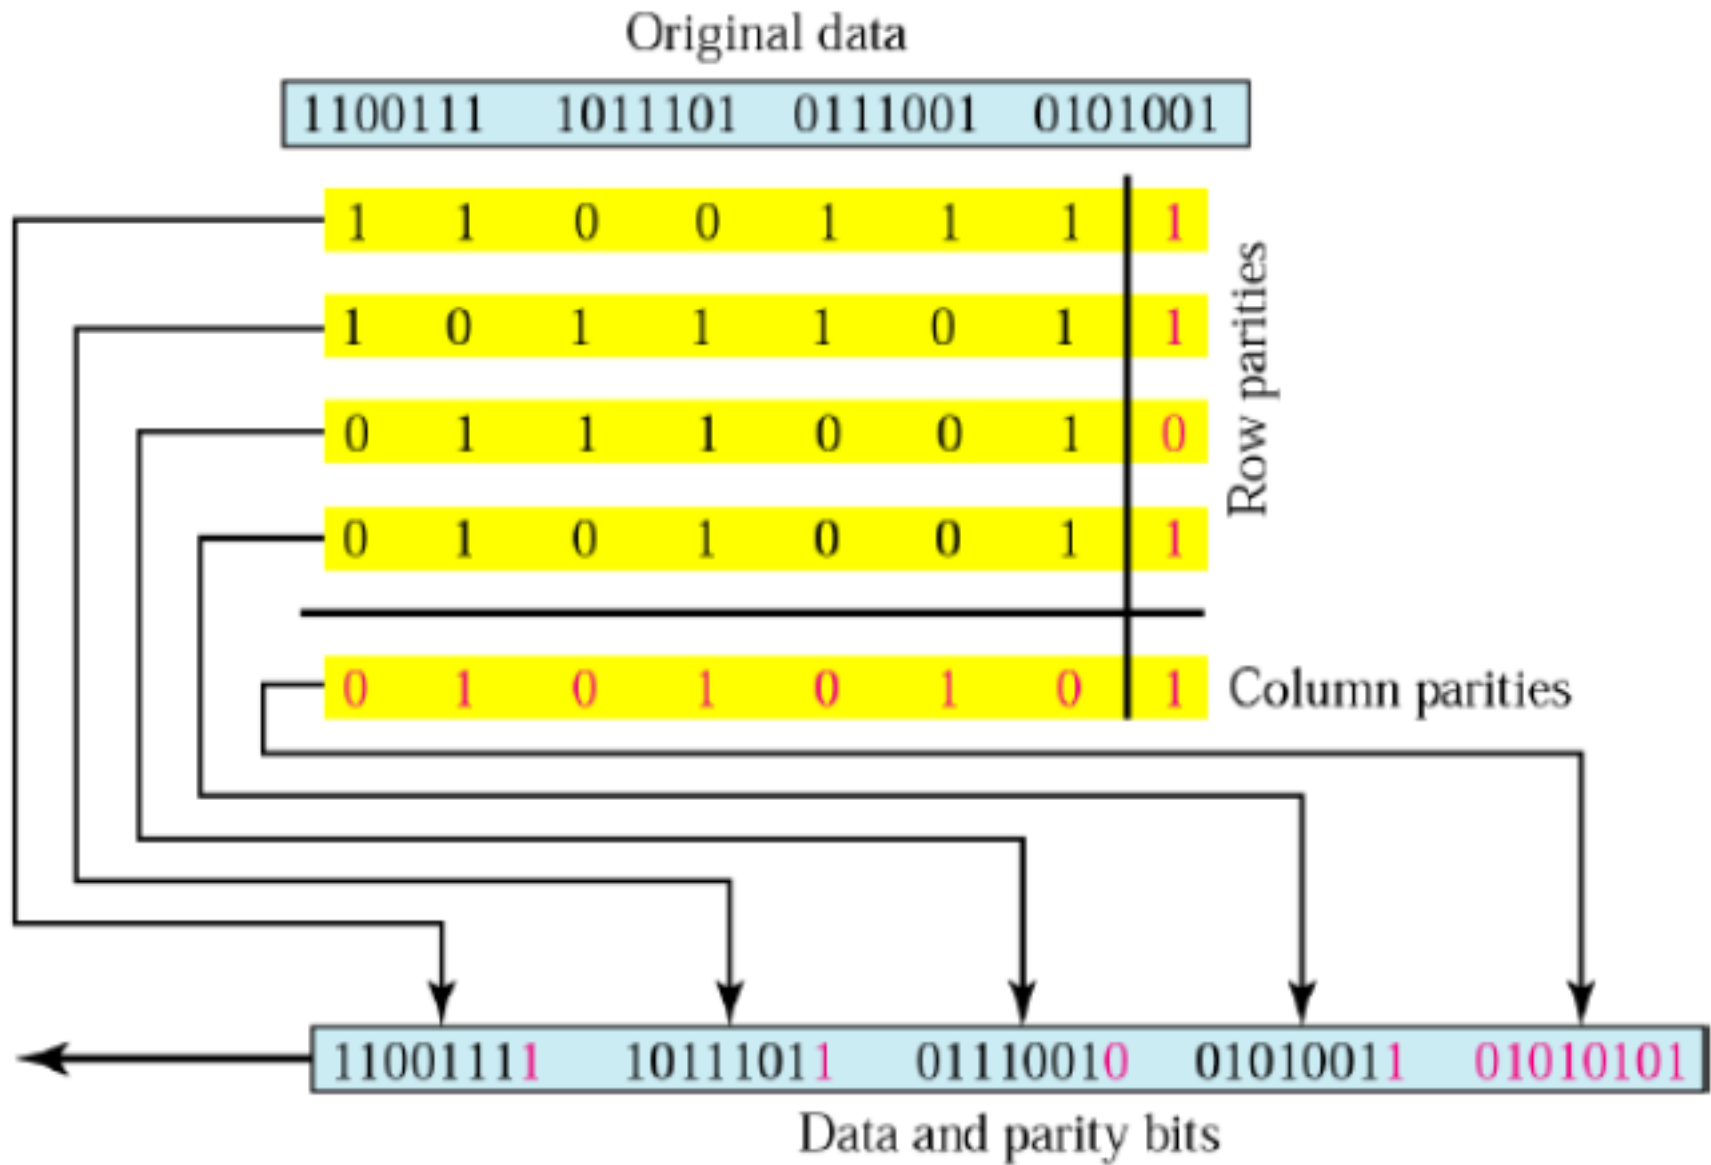 Original data
1100111 1011101 0111001 0101001
1 1 0 0 1 1 1 1
1 0 1 1 1 0 1 1
0 1 1 1 0 0 1 0
0 1 0 1 0 0 1 1
Row parities
0 1 0 1 0 1 0 1 Column parities
11001111 10111011 01110010 01010011 01010101
Data and parity bits